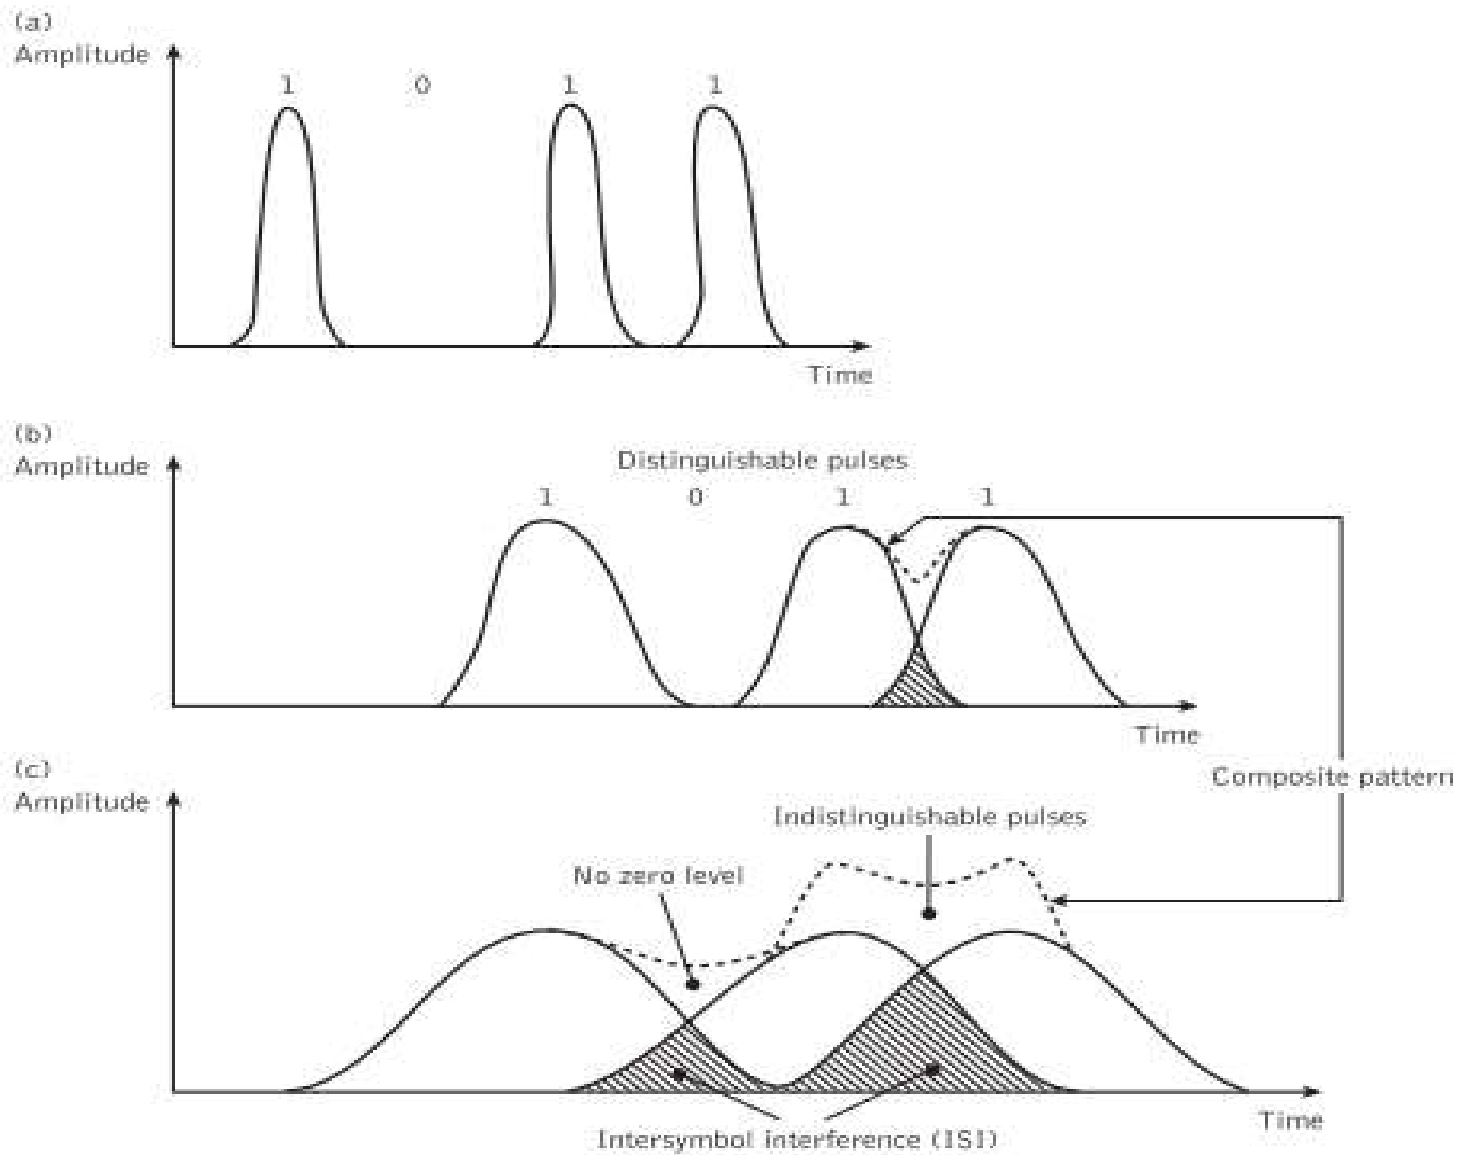 (a)
Amplitude
1 0 1 1
Time
(b)
Amplitude
Distinguishable pulses
1 0 1 1
Time
Composite pattern
(c)
Amplitude
Indistinguishable pulses
No zero level
Time
Intersymbol interference (ISI)